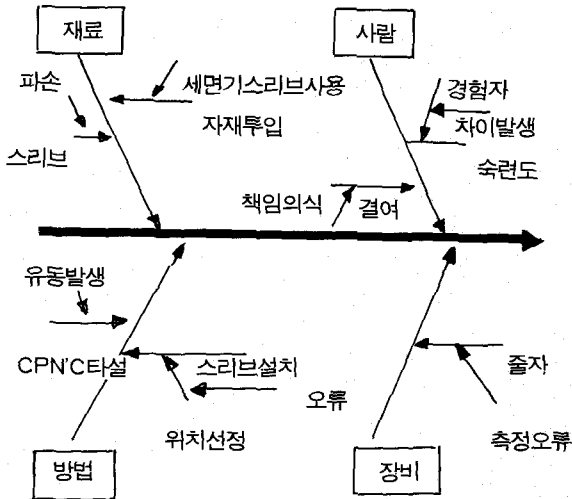 재료
사람
파손
세면기스리브사용
경험자
자재투입
차이발생
스리브
숙련도
책임의식
결여
유동발생
CPN'C타설
스리브설치
줄자
오류
위치선정
측정오류
방법
장비